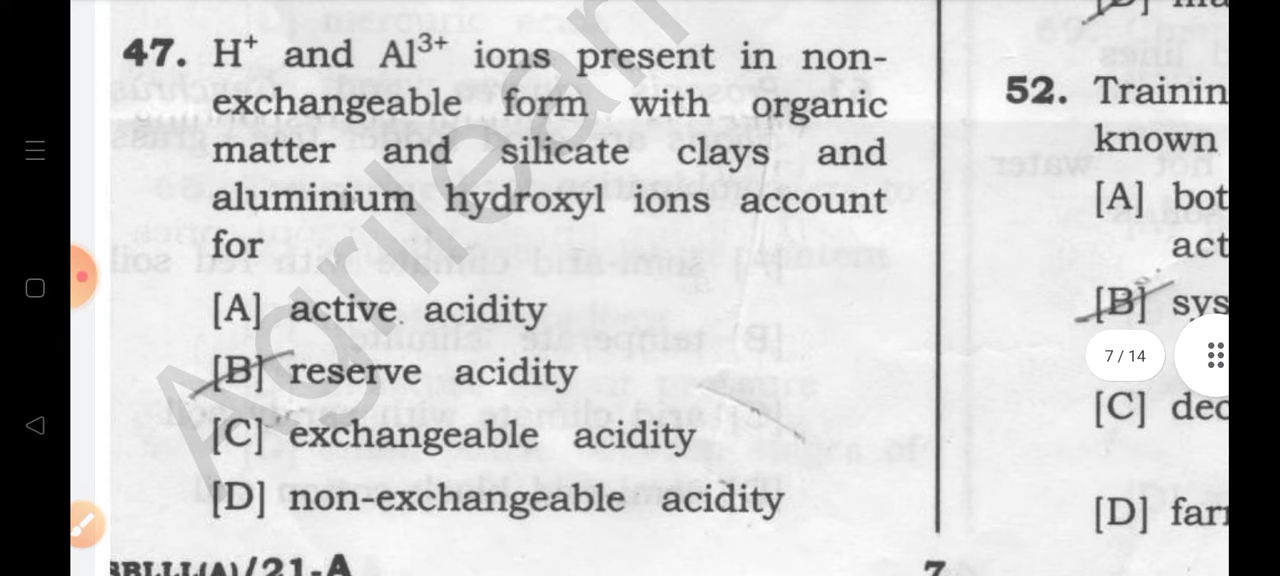 47. H⁺ and Al³⁺ ions present in non-
exchangeable form with organic
matter and silicate clays and
aluminium hydroxyl ions account
for
[A] active acidity
[B] reserve acidity
[C] exchangeable acidity
[D] non-exchangeable acidity
7
52. Trainin
known
[A] bot
act
[B] sys
[C] dec
[D] farr
7 / 14
Agrilear